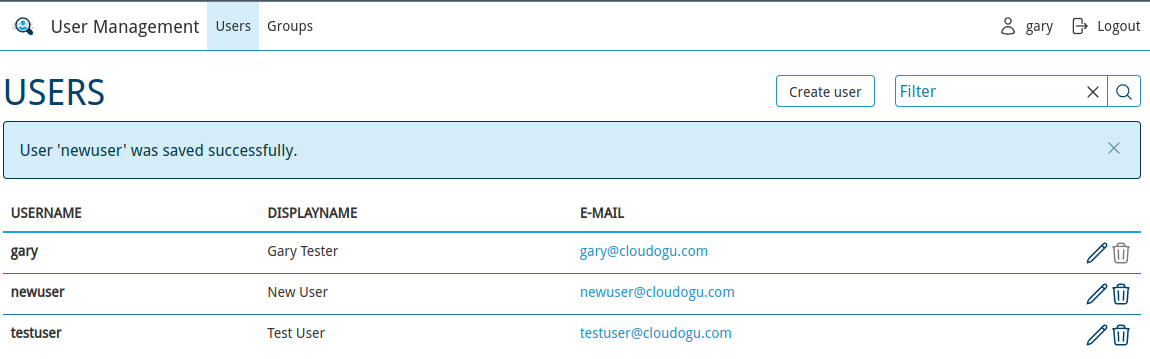 User Management Users Groups gary Logout
USERS Create user Filter
User 'newuser' was saved successfully.
USERNAME DISPLAYNAME E-MAIL
gary Gary Tester gary@cloudogu.com
newuser New User newuser@cloudogu.com
testuser Test User testuser@cloudogu.com